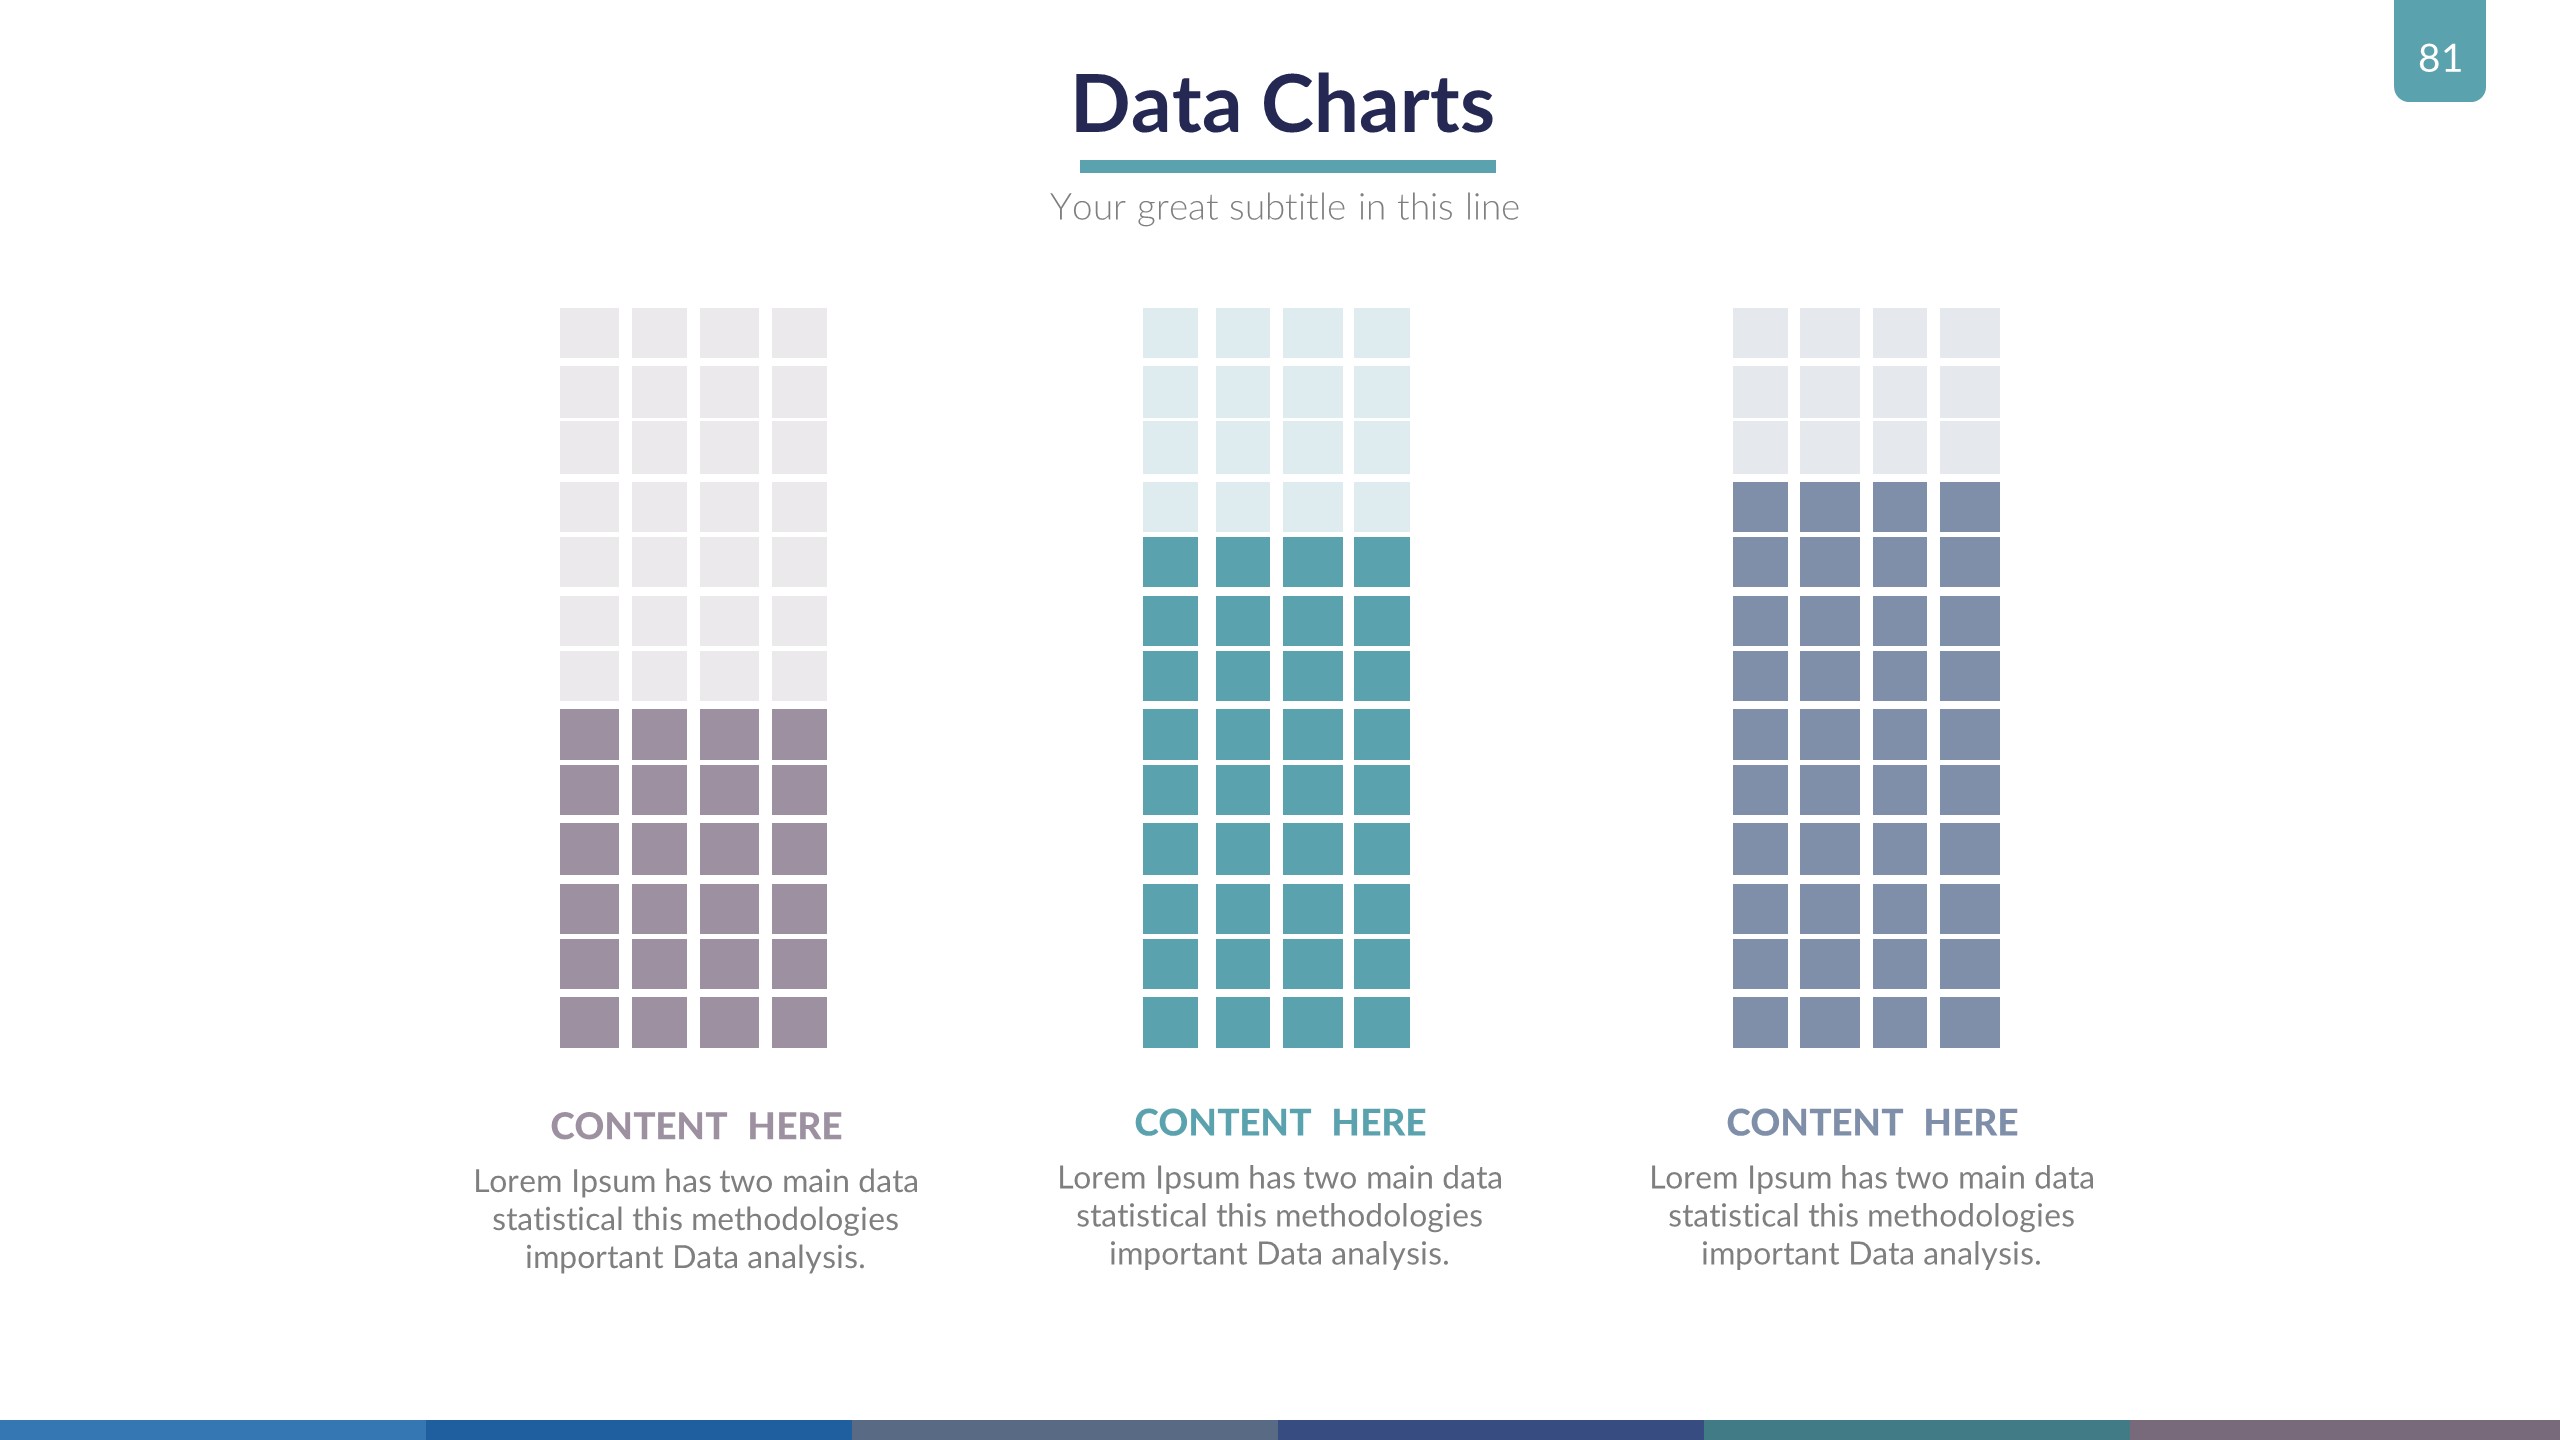 81
Data Charts
Your great subtitle in this line
CONTENT HERE
Lorem Ipsum has two main data
statistical this methodologies
important Data analysis.
CONTENT HERE
Lorem Ipsum has two main data
statistical this methodologies
important Data analysis.
CONTENT HERE
Lorem Ipsum has two main data
statistical this methodologies
important Data analysis.